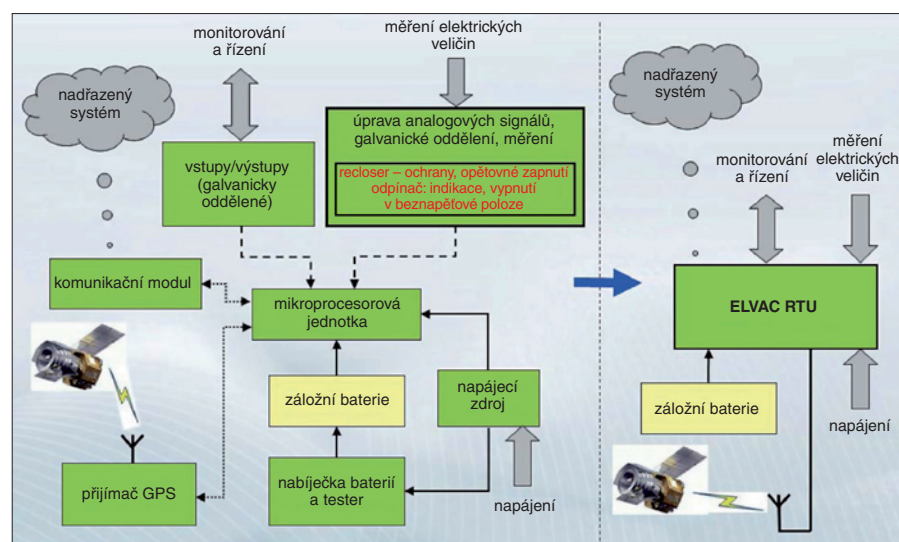 monitorování
a řízení
měření elektrických
veličin
nadřazený
systém
vstupy/výstupy
(galvanicky
oddělené)
úprava analogových signálů,
galvanické oddělení, měření
recloser – ochrany, opětovné zapnutí
odpínač: indikace, vypnutí
v beznapěťové poloze
komunikační modul
mikroprocesorová
jednotka
záložní baterie
napájecí
zdroj
přijímač GPS
nabíječka baterií
a tester
napájení
nadřazený
systém
monitorování
a řízení
měření
elektrických
veličin
ELVAC RTU
záložní baterie
napájení